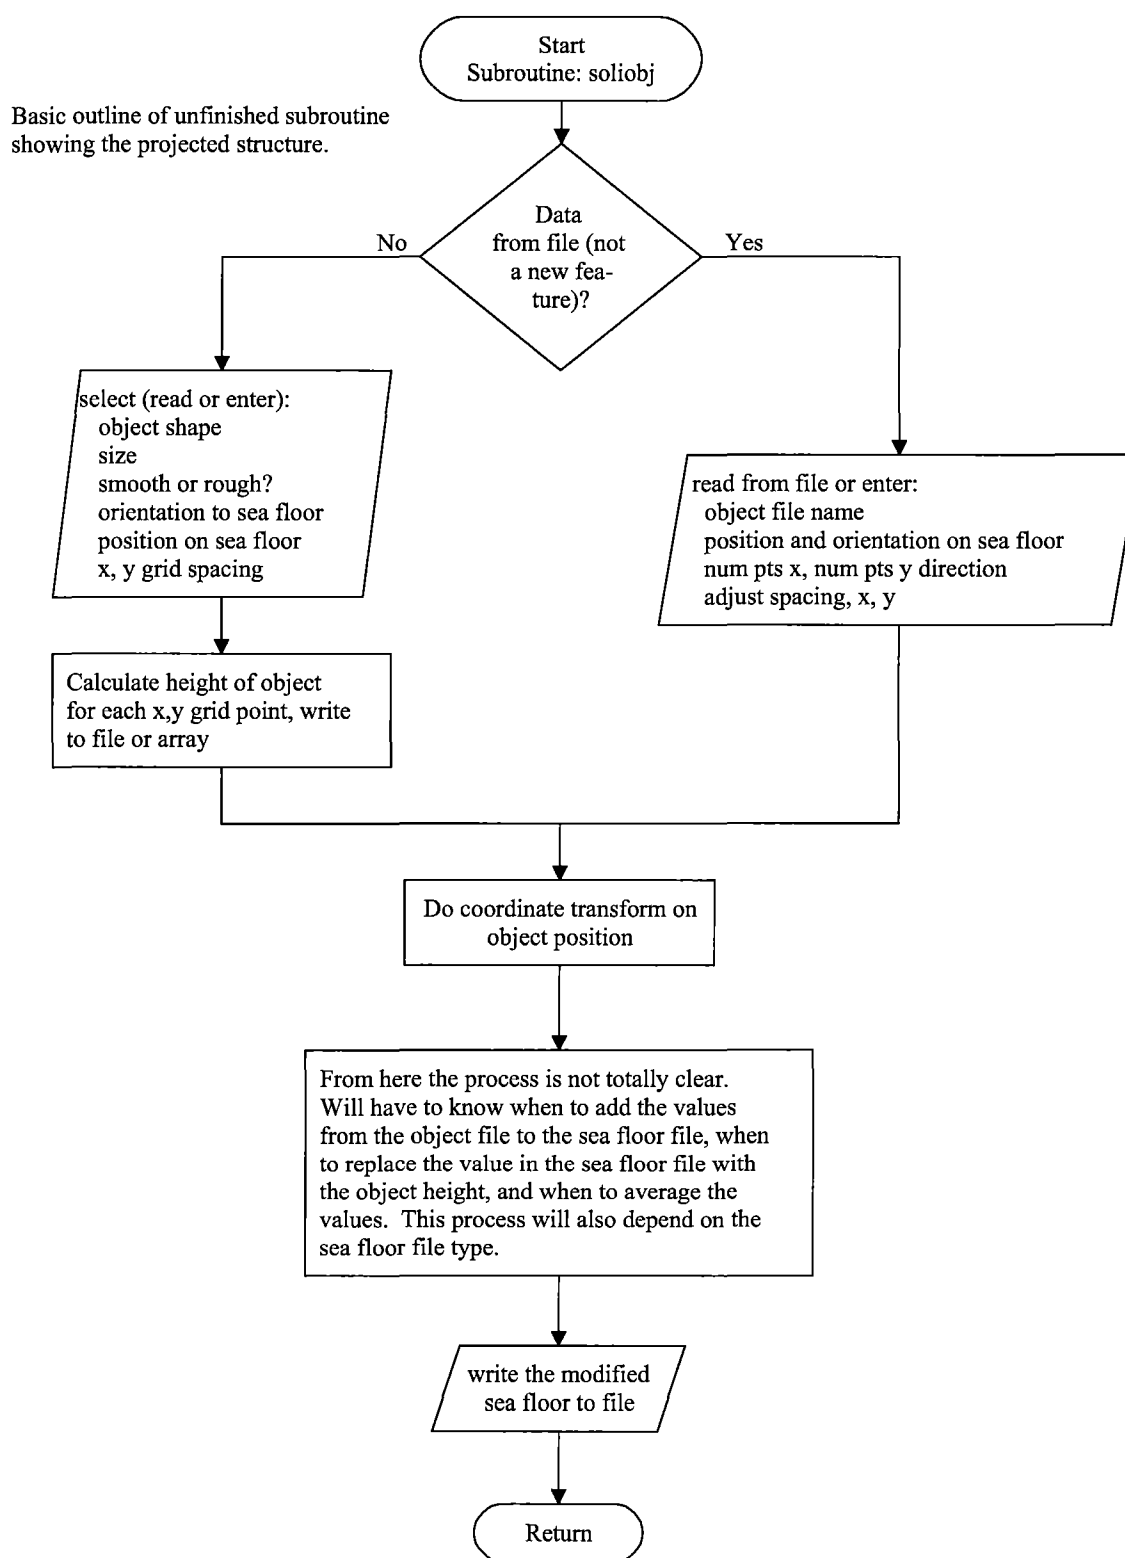 Start
Subroutine: soliobj
Basic outline of unfinished subroutine
showing the projected structure.
Data
from file (not
a new fea-
ture)?
No
Yes
select (read or enter):
object shape
size
smooth or rough?
orientation to sea floor
position on sea floor
x, y grid spacing
read from file or enter:
object file name
position and orientation on sea floor
num pts x, num pts y direction
adjust spacing, x, y
Calculate height of object
for each x,y grid point, write
to file or array
Do coordinate transform on
object position
From here the process is not totally clear.
Will have to know when to add the values
from the object file to the sea floor file, when
to replace the value in the sea floor file with
the object height, and when to average the
values.  This process will also depend on the
sea floor file type.
write the modified
sea floor to file
Return